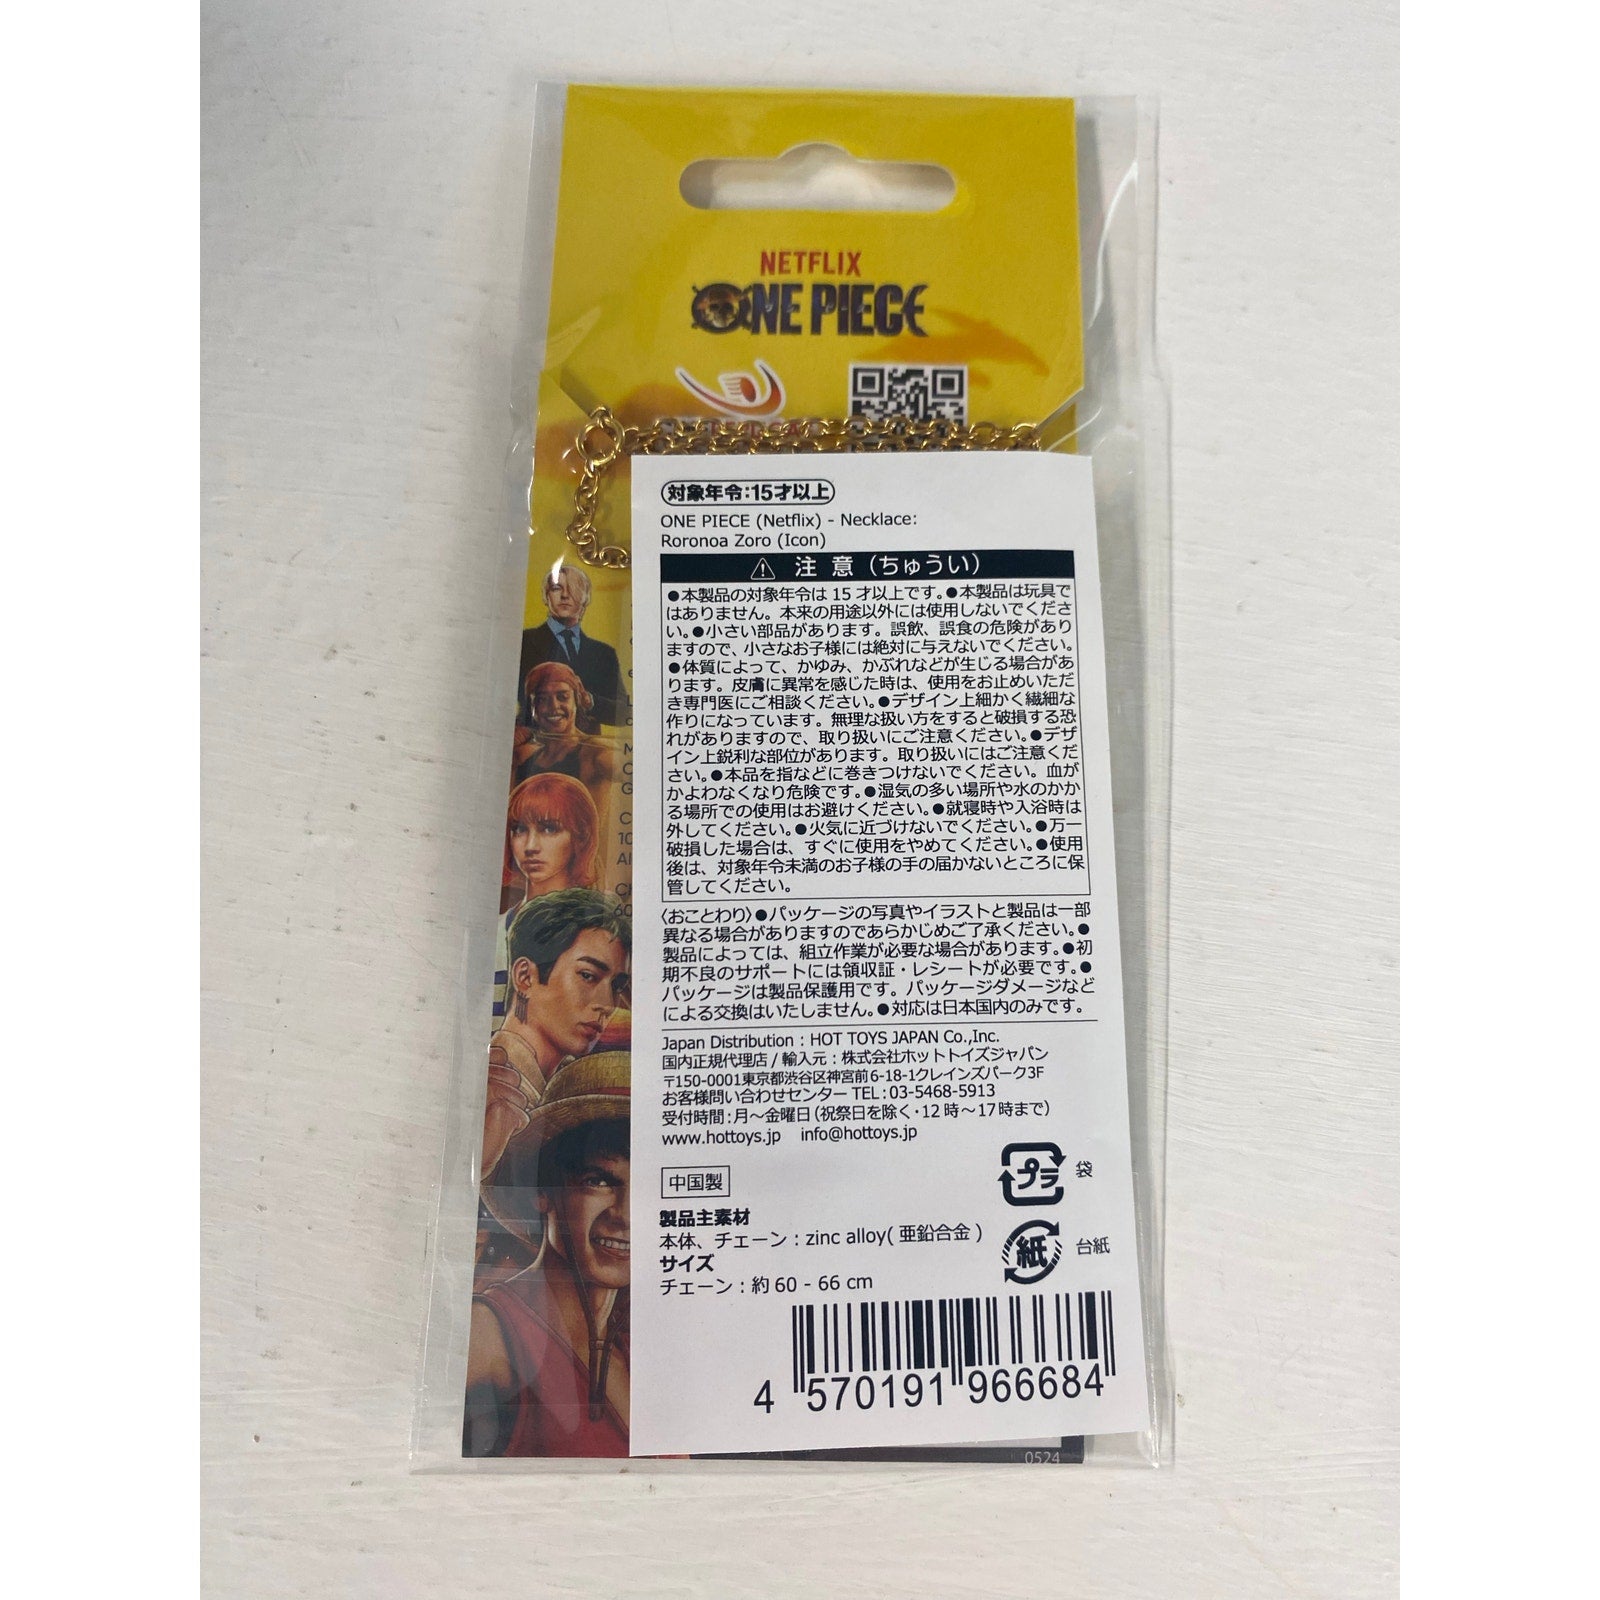 NETFLIX
ONE PIECE
対象年令:15才以上
ONE PIECE (Netflix) - Necklace:
Roronoa Zoro (Icon)
注 意 (ちゅうい)
●本製品の対象年令は 15 才以上です。●本製品は玩具で
はありません。本来の用途以外には使用しないでくださ
い。●小さい部品があります。誤飲、誤食の危険があり
ますので、小さなお子様には絶対に与えないでください。
●体質によって、かゆみ、かぶれなどが生じる場合があ
ります。皮膚に異常を感じた時は、使用をお止めいただ
き専門医にご相談ください。●デザイン上細かく繊細な
作りになっています。無理な扱い方をすると破損する恐
れがありますので、取り扱いにご注意ください。●デザ
イン上鋭利な部位があります。取り扱いにはご注意くだ
さい。●本品を指などに巻きつけないでください。血が
かよわなくなり危険です。●湿気の多い場所や水のかか
る場所での使用はお避けください。●就寝時や入浴時は
外してください。●火気に近づけないでください。●万一
破損した場合は、すぐに使用をやめてください。●使用
後は、対象年令未満のお子様の手の届かないところに保
管してください。
〈おことわり〉●パッケージの写真やイラストと製品は一部
異なる場合がありますのであらかじめご了承ください。●
製品によっては、組立作業が必要な場合があります。●初
期不良のサポートには領収証・レシートが必要です。●
パッケージは製品保護用です。パッケージダメージなど
による交換はいたしません。●対応は日本国内のみです。
Japan Distribution : HOT TOYS JAPAN Co.,Inc.
国内正規代理店 / 輸入元 : 株式会社ホットトイズジャパン
〒150-0001東京都渋谷区神宮前6-18-1クレインズパーク3F
お客様問い合わせセンター TEL : 03-5468-5913
受付時間 : 月～金曜日 (祝祭日を除く・12 時～17時まで)
www.hottoys.jp info@hottoys.jp
中国製
プラ 袋
製品主素材
本体、チェーン : zinc alloy( 亜鉛合金 )
紙 台紙
サイズ
チェーン : 約 60 - 66 cm
4 570191 966684
0524